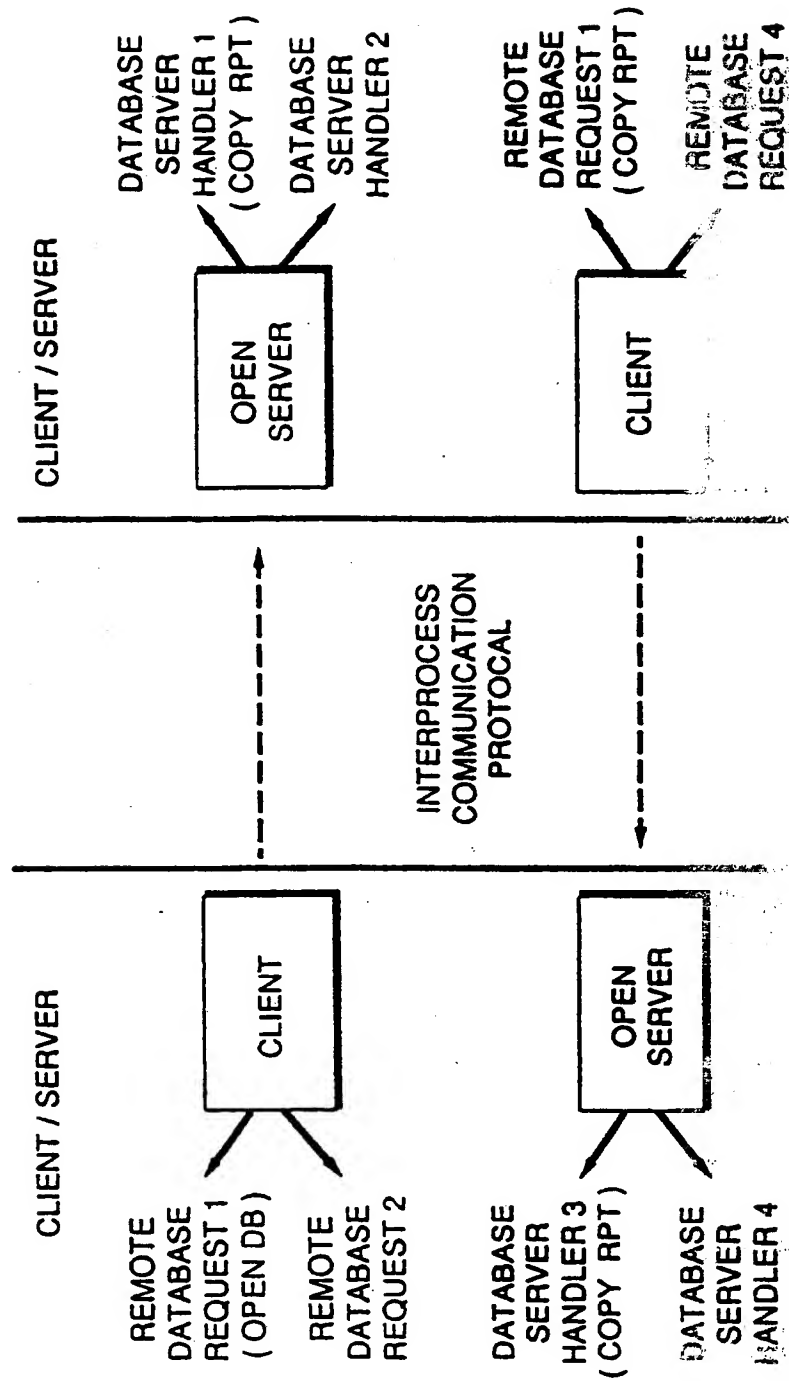 CLIENT / SERVER
REMOTE
DATABASE
REQUEST 1
( OPEN DB )
REMOTE
DATABASE
REQUEST 2
CLIENT
DATABASE
SERVER
HANDLER 3
(COPY RPT )
DATABASE
SERVER
HANDLER 4
OPEN
SERVER
INTERPROCESS
COMMUNICATION
PROTOCAL
CLIENT / SERVER
OPEN
SERVER
DATABASE
SERVER
HANDLER 1
( COPY RPT )
DATABASE
SERVER
HANDLER 2
CLIENT
REMOTE
DATABASE
REQUEST 1
( COPY RPT )
REMOTE
DATABASE
REQUEST 4